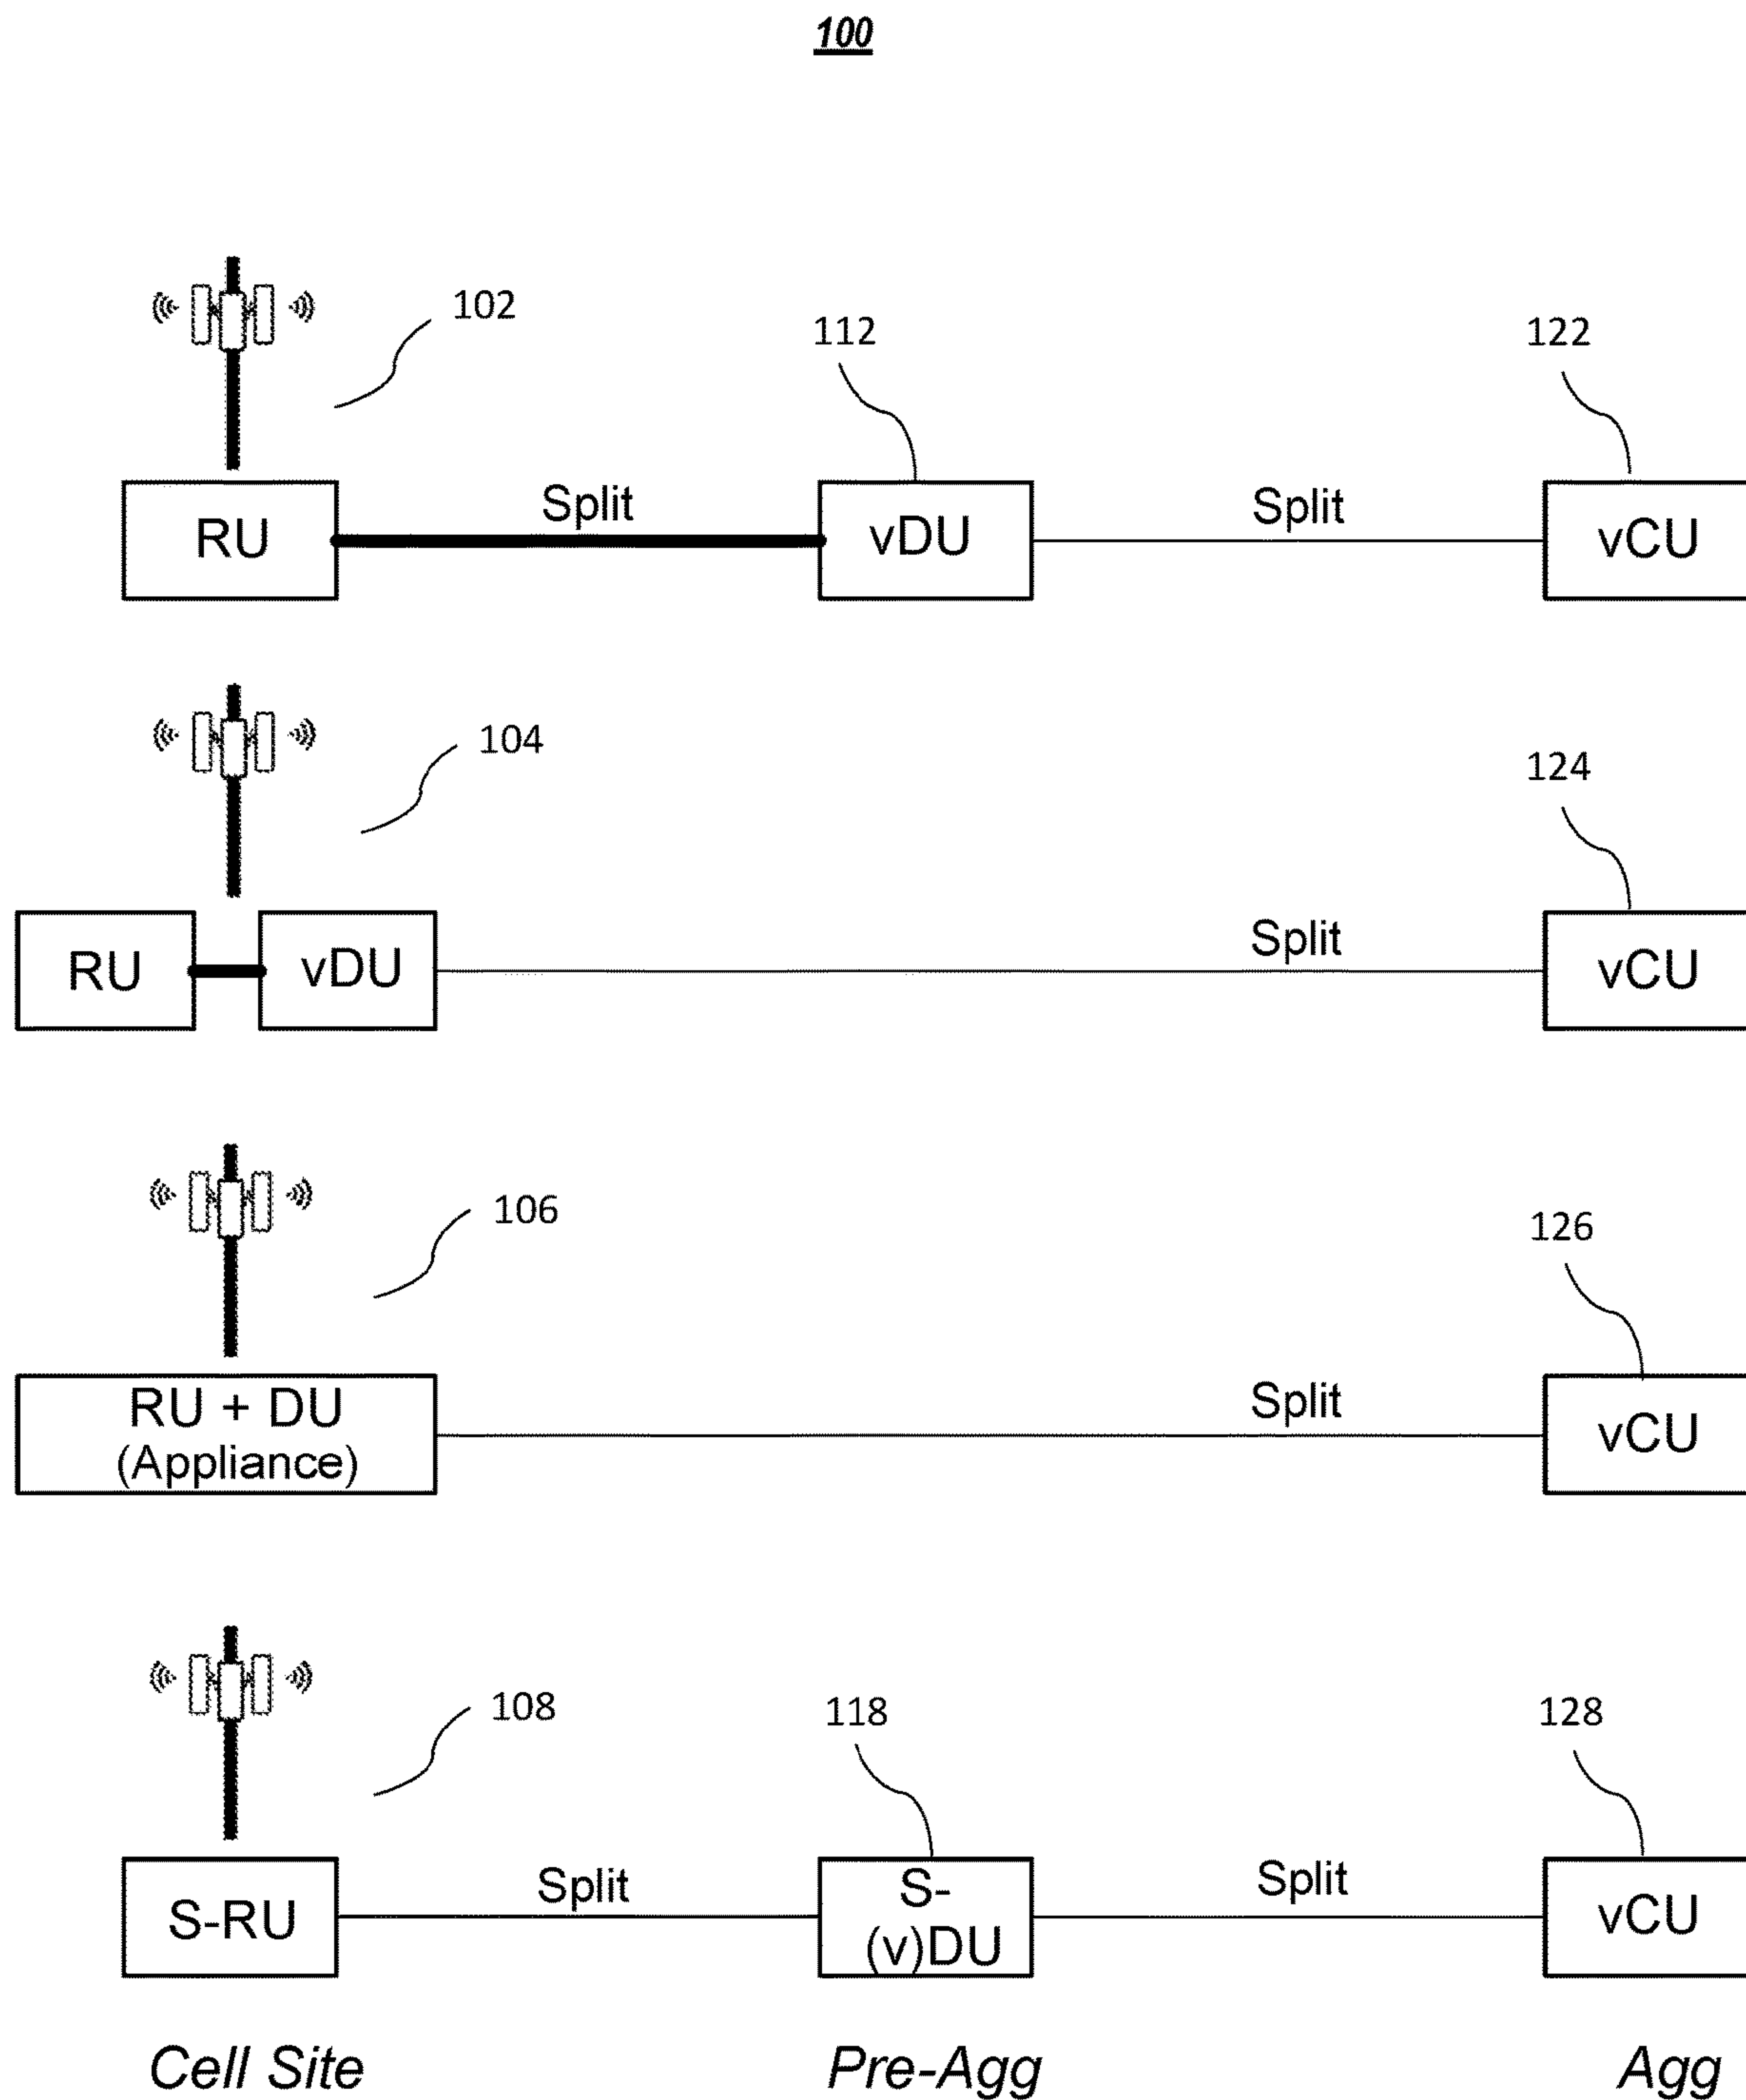 100
102
112
122
RU
Split
vDU
Split
vCU
104
124
RU
vDU
Split
vCU
106
126
RU + DU
(Appliance)
Split
vCU
108
118
128
S-RU
Split
S-
(v)DU
Split
vCU
Cell Site
Pre-Agg
Agg